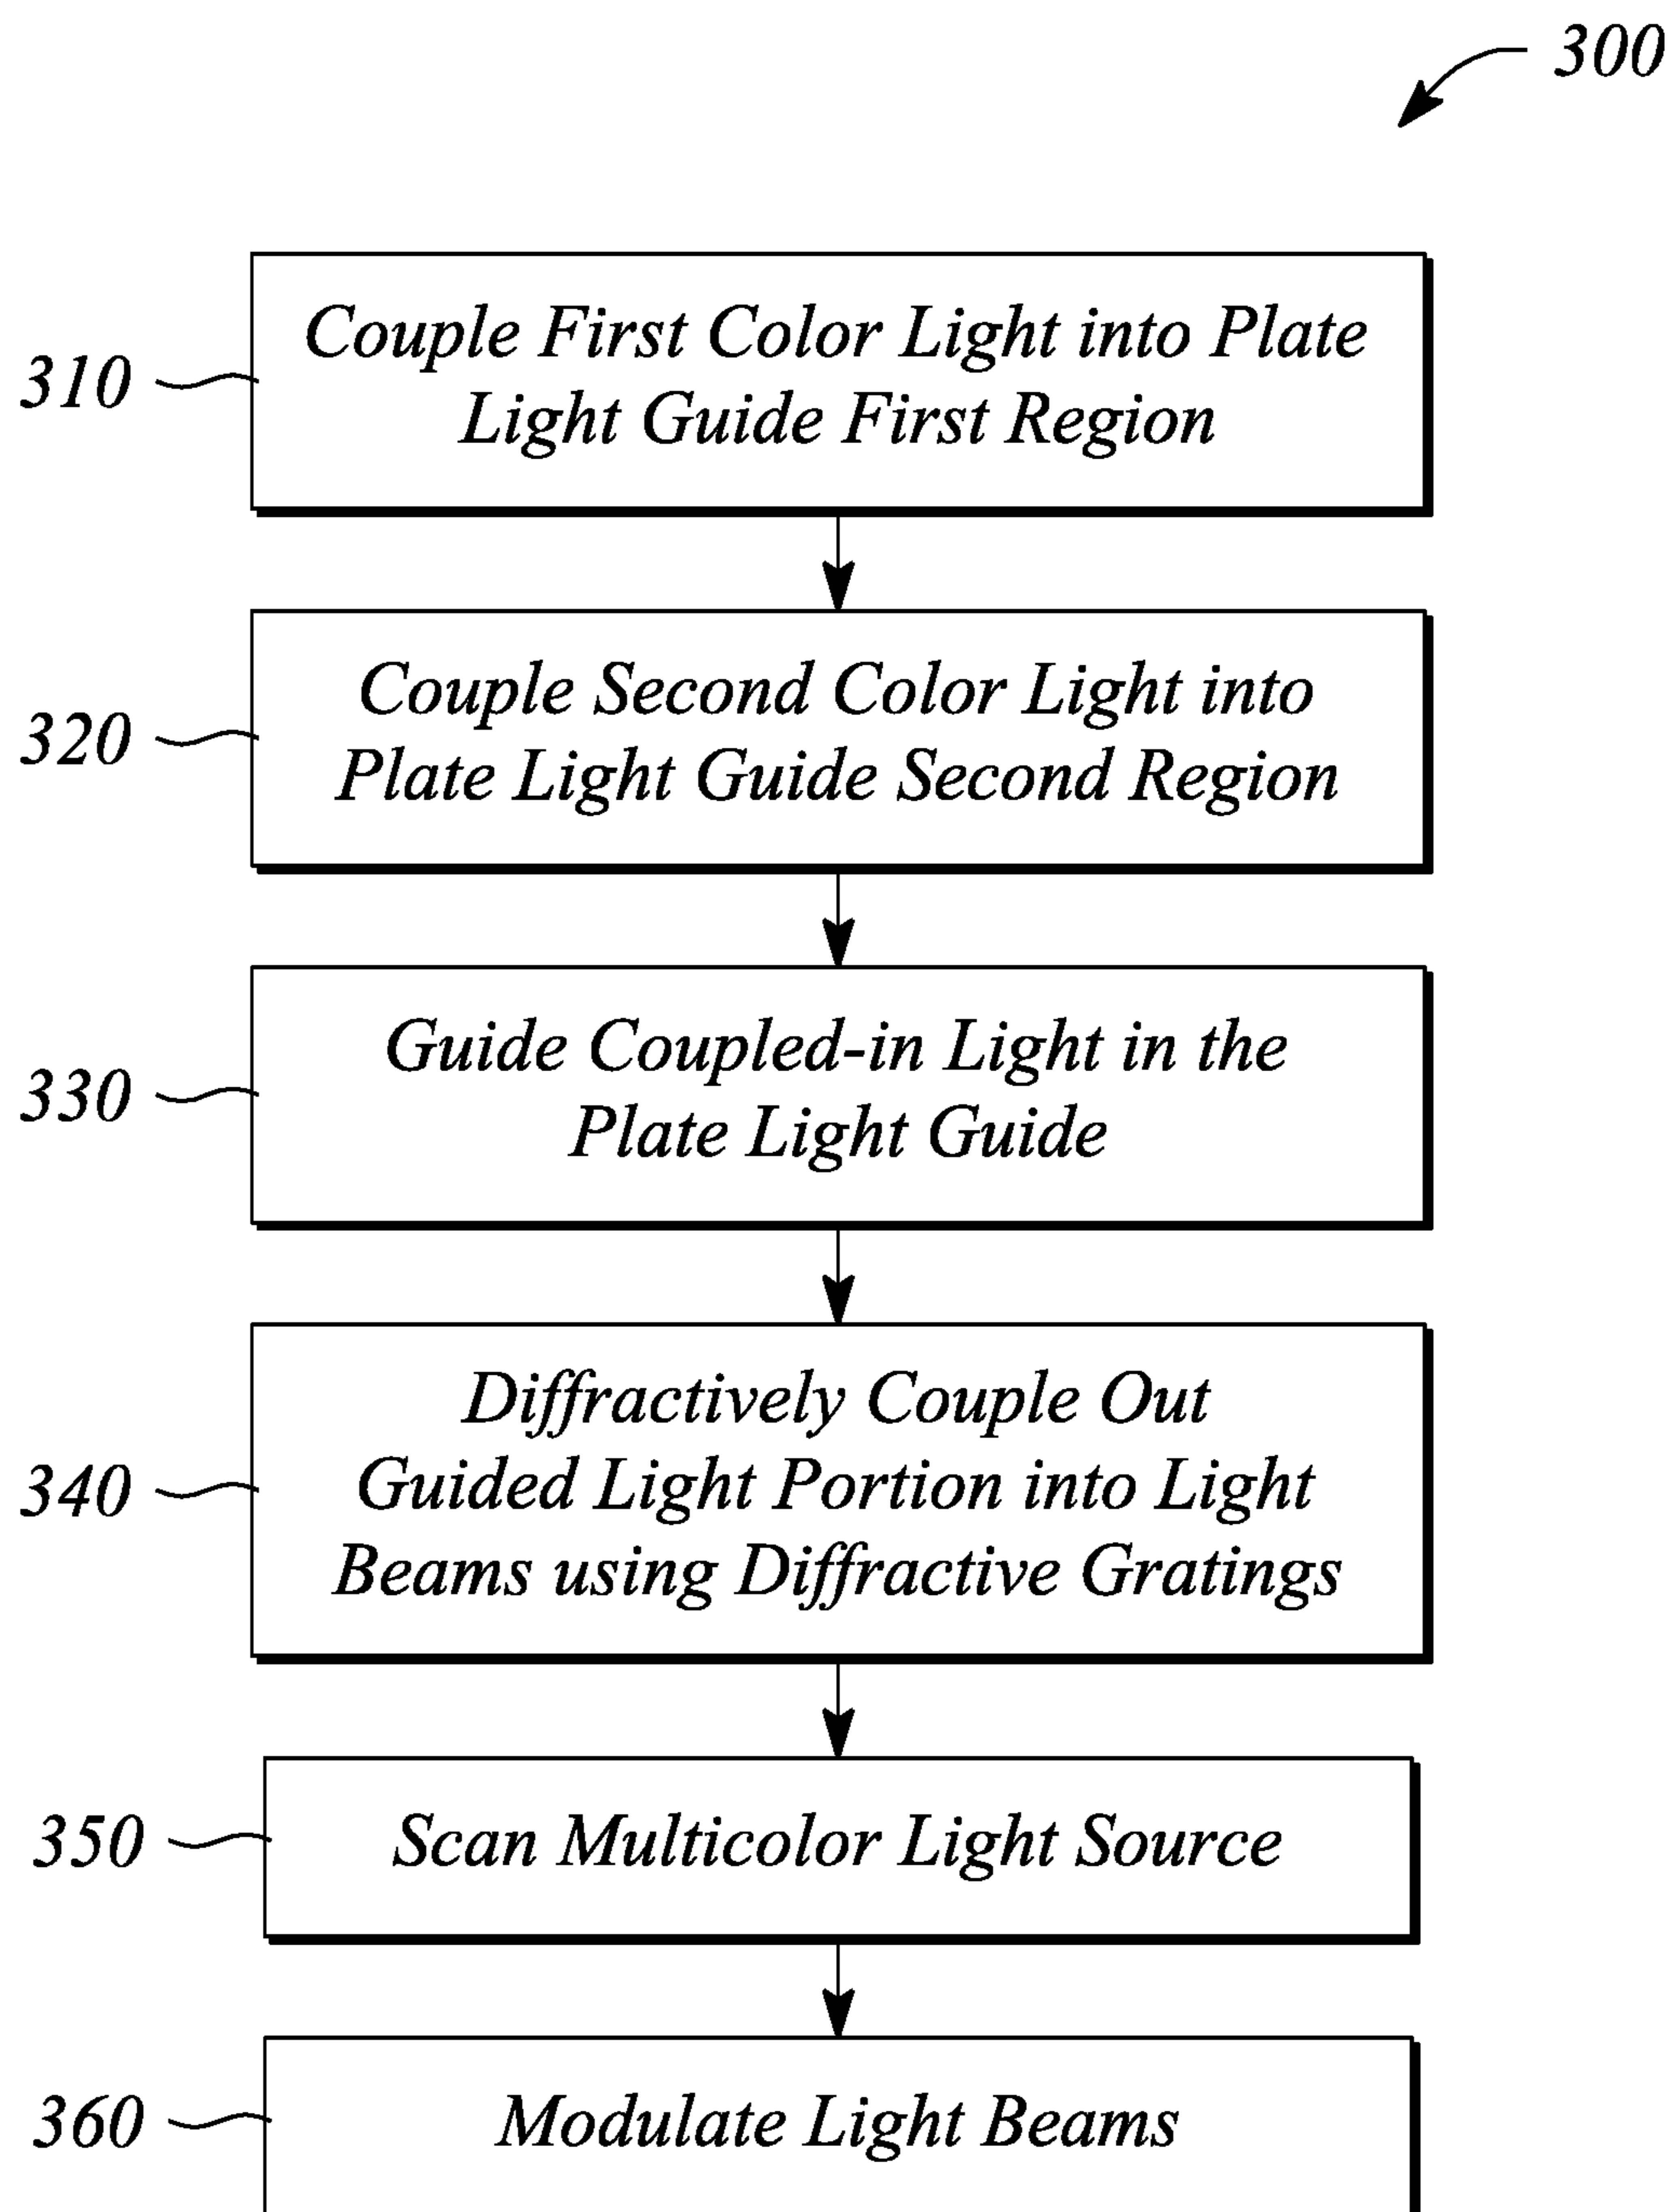 300
310
Couple First Color Light into Plate
Light Guide First Region
320
Couple Second Color Light into
Plate Light Guide Second Region
330
Guide Coupled-in Light in the
Plate Light Guide
340
Diffractively Couple Out
Guided Light Portion into Light
Beams using Diffractive Gratings
350
Scan Multicolor Light Source
360
Modulate Light Beams